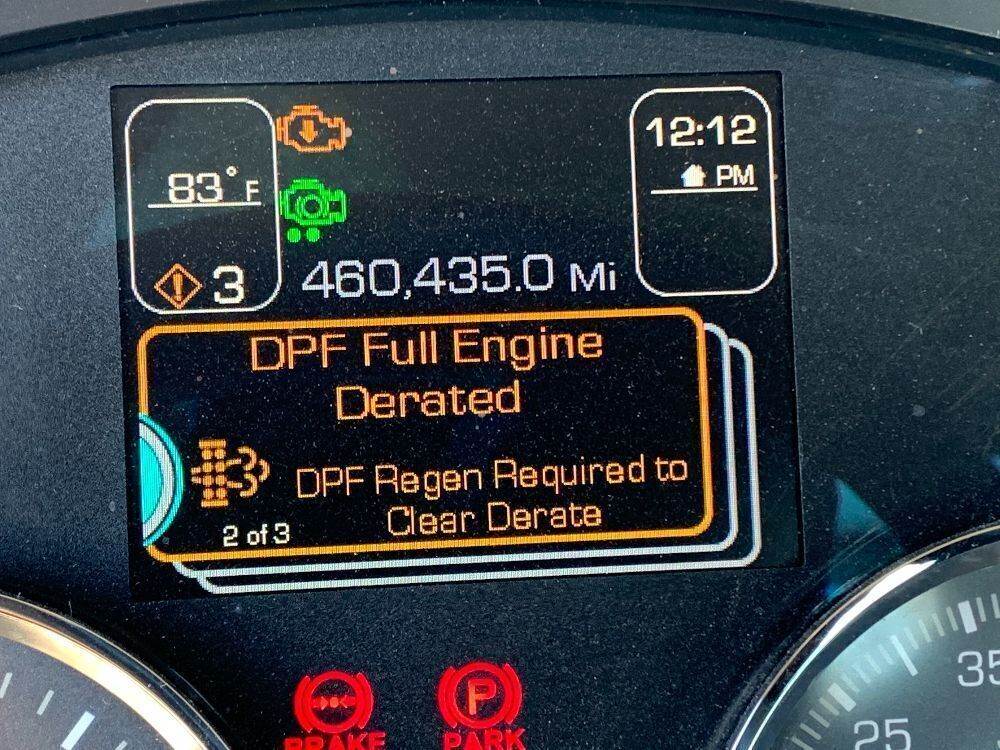 12:12
PM
83° F
3
460,435.0 Mi
DPF Full Engine
Derated
DPF Regen Required to
Clear Derate
2 of 3
P
BRAKE
PARK
35
25